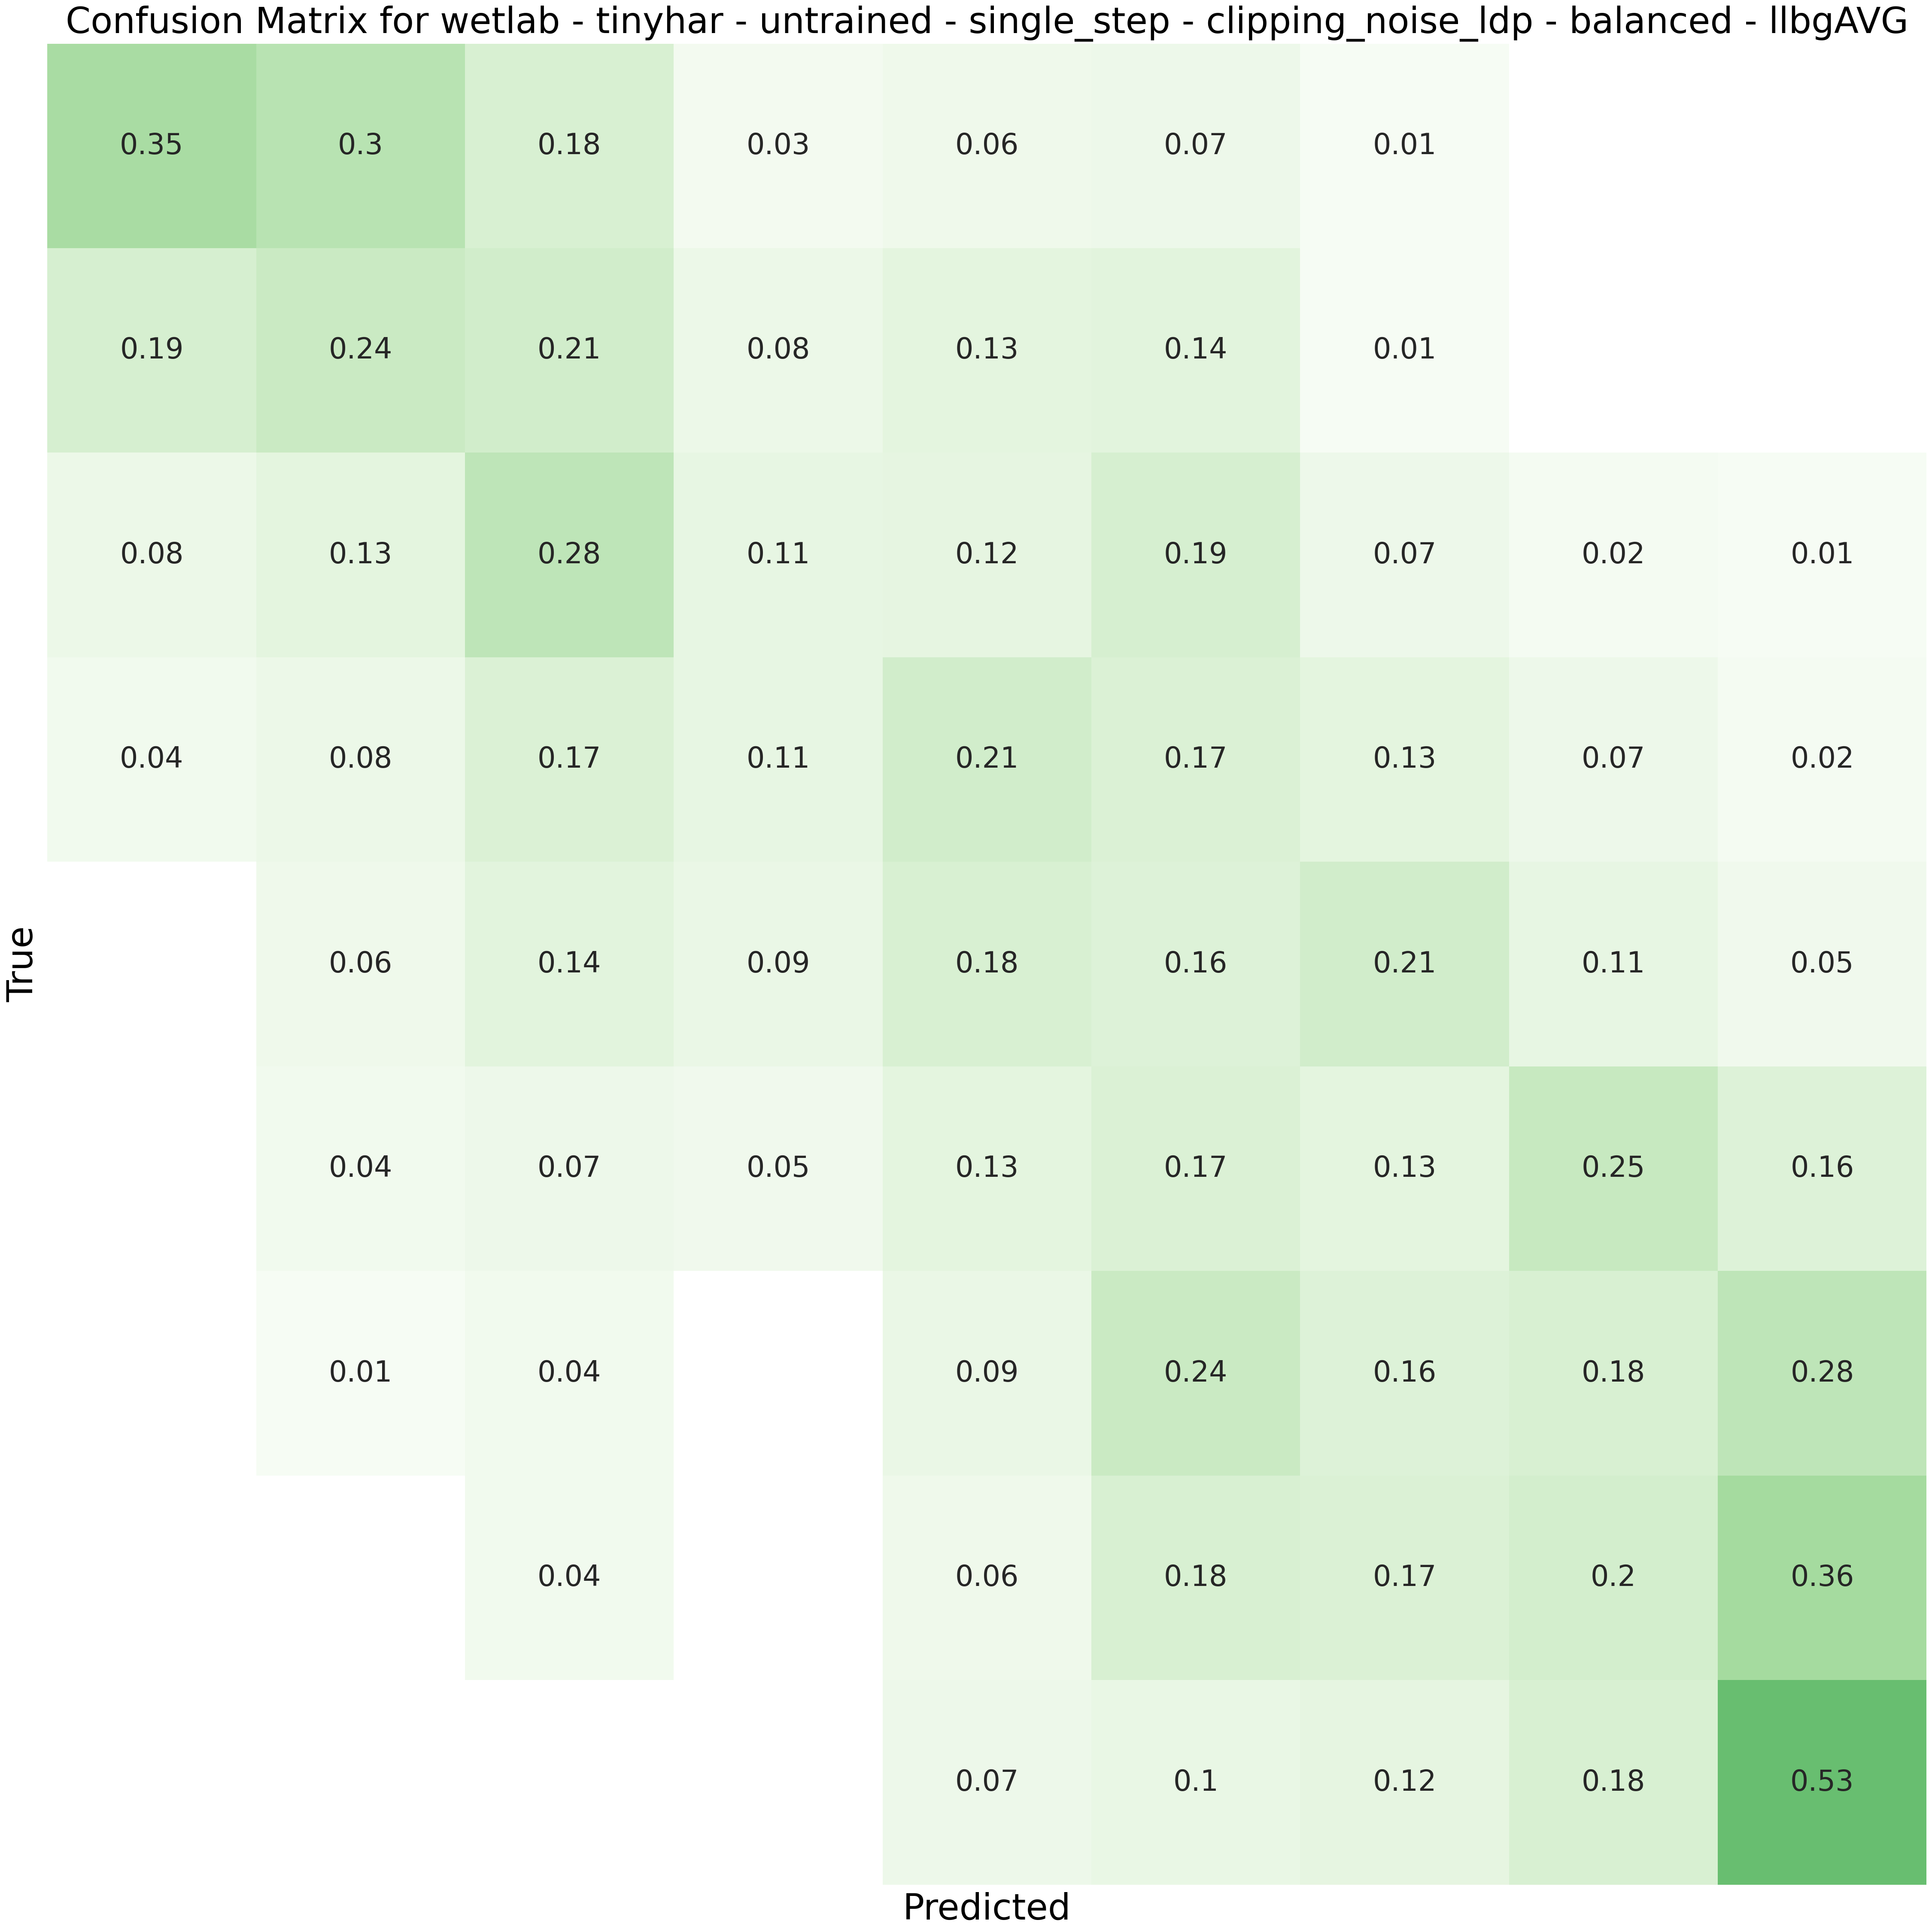 Confusion Matrix for wetlab - tinyhar - untrained - single_step - clipping_noise_ldp - balanced - llbgAVG
0.35 0.3 0.18 0.03 0.06 0.07 0.01
0.19 0.24 0.21 0.08 0.13 0.14 0.01
0.08 0.13 0.28 0.11 0.12 0.19 0.07 0.02 0.01
0.04 0.08 0.17 0.11 0.21 0.17 0.13 0.07 0.02
True
0.06 0.14 0.09 0.18 0.16 0.21 0.11 0.05
0.04 0.07 0.05 0.13 0.17 0.13 0.25 0.16
0.01 0.04 0.09 0.24 0.16 0.18 0.28
0.04 0.06 0.18 0.17 0.2 0.36
0.07 0.1 0.12 0.18 0.53
Predicted